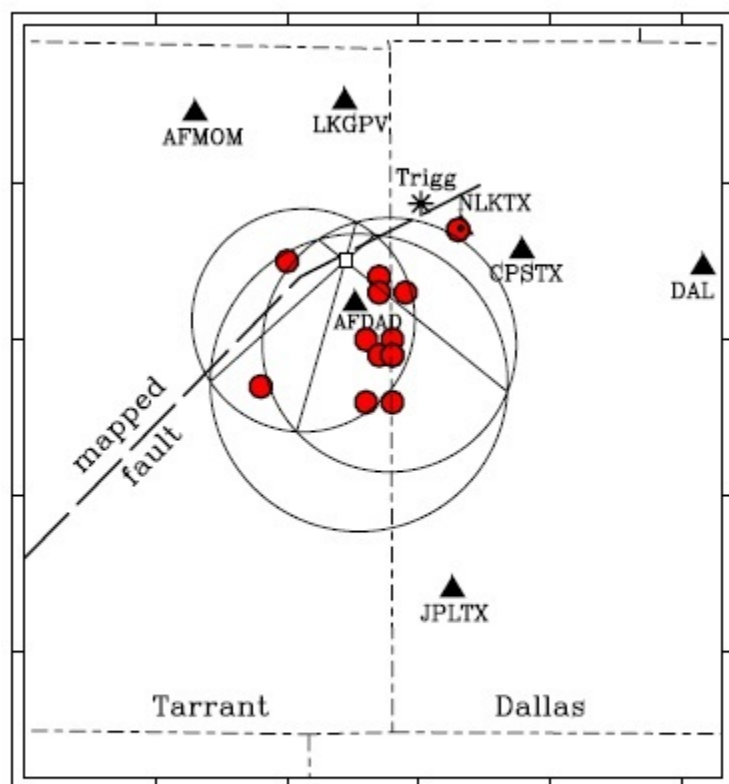 LKGPV
AFMOM
Trigg
NLKTX
CPSTX
DAL
AFDAD
mapped
fault
JPLTX
Tarrant
Dallas